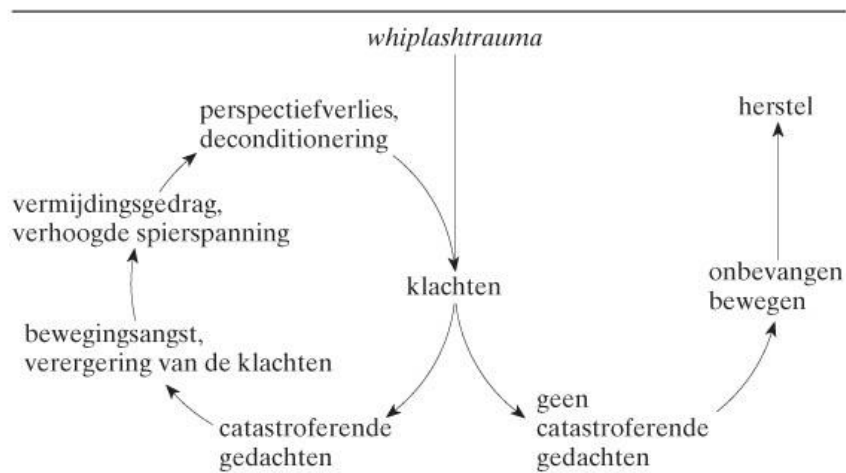 whiplashtrauma
perspectiefverlies,
deconditionering
herstel
vermijdingsgedrag,
verhoogde spierspanning
klachten
onbevangen
bewegen
bewegingsangst,
verergering van de klachten
catastroferende
gedachten
geen
catastroferende
gedachten